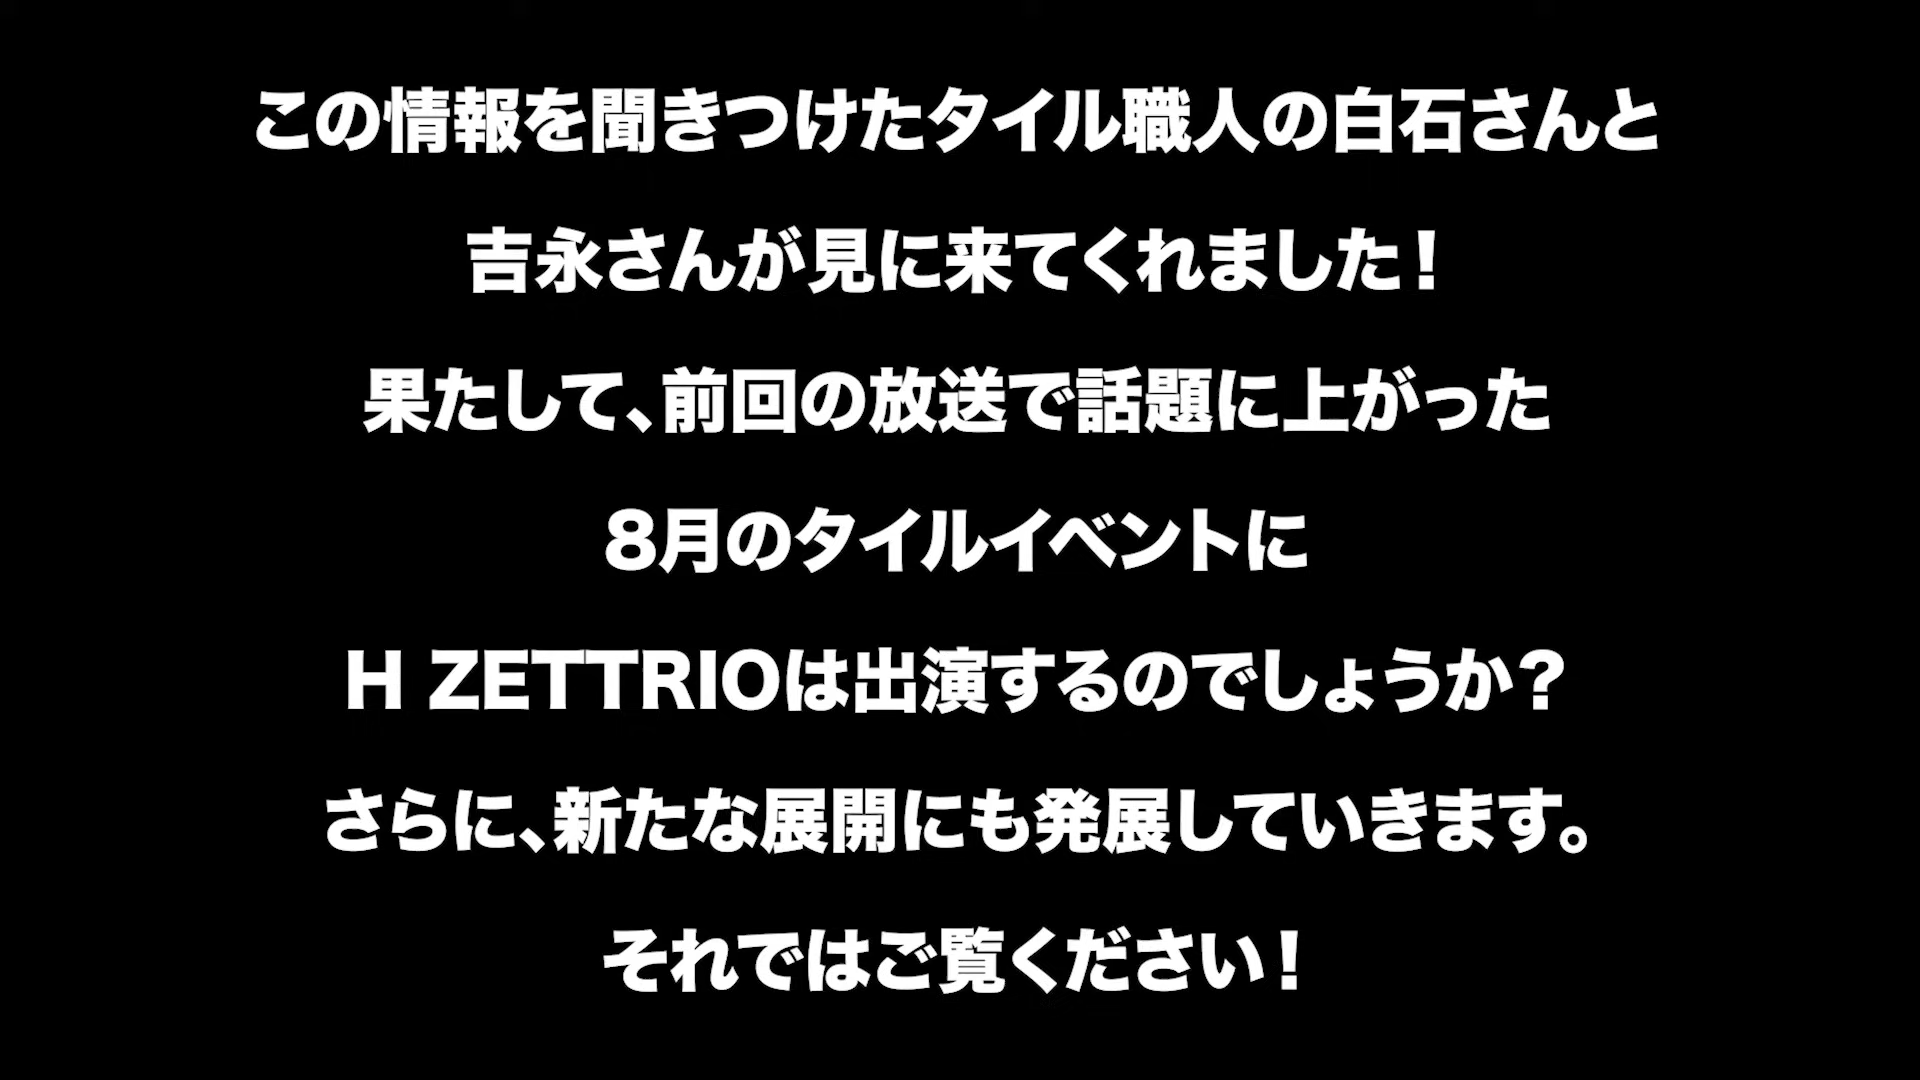 この情報を聞きつけたタイル職人の白石さんと
吉永さんが見に来てくれました！
果たして、前回の放送で話題に上がった
8月のタイルイベントに
H ZETTRIOは出演するのでしょうか？
さらに、新たな展開にも発展していきます。
それではご覧ください！